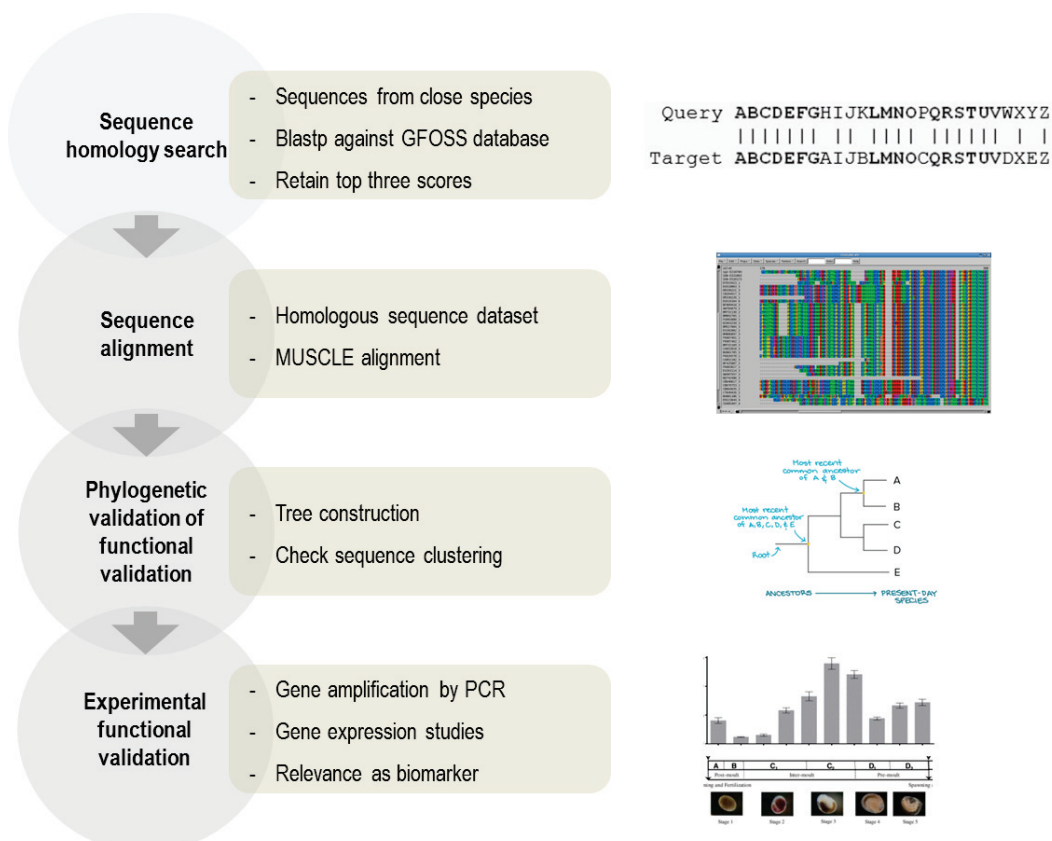 Sequence
homology search
- Sequences from close species
- Blastp against GFOSS database
- Retain top three scores
Query ABCDEFGHIJKLMNOPQRSTUVWXYZ
Target ABCDEFGAIJBLMNOCQRSTUVDXEZ
Sequence
alignment
- Homologous sequence dataset
- MUSCLE alignment
Phylogenetic
validation of
functional
validation
- Tree construction
- Check sequence clustering
Most recent
common ancestor
of A & B
Most recent
common ancestor
of A, B, C, D, & E
Root
A
B
C
D
E
ANCESTORS
PRESENT-DAY
SPECIES
Experimental
functional
validation
- Gene amplification by PCR
- Gene expression studies
- Relevance as biomarker
A B C₁ C₂ D₁ D₂
Post-moult Inter-moult Pre-moult
ning and Fertilization Spawning
Stage 1 Stage 2 Stage 3 Stage 4 Stage 5